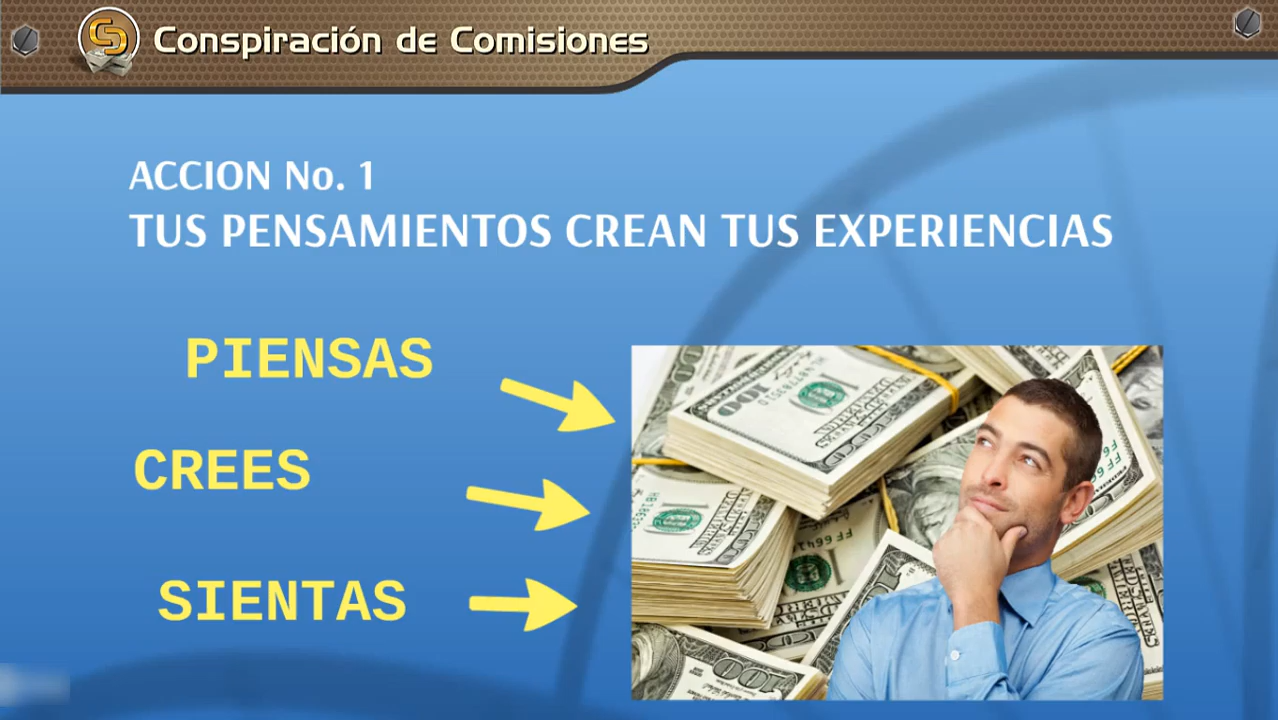 Conspiración de Comisiones
ACCION No. 1
TUS PENSAMIENTOS CREAN TUS EXPERIENCIAS
PIENSAS
CREES
SIENTAS